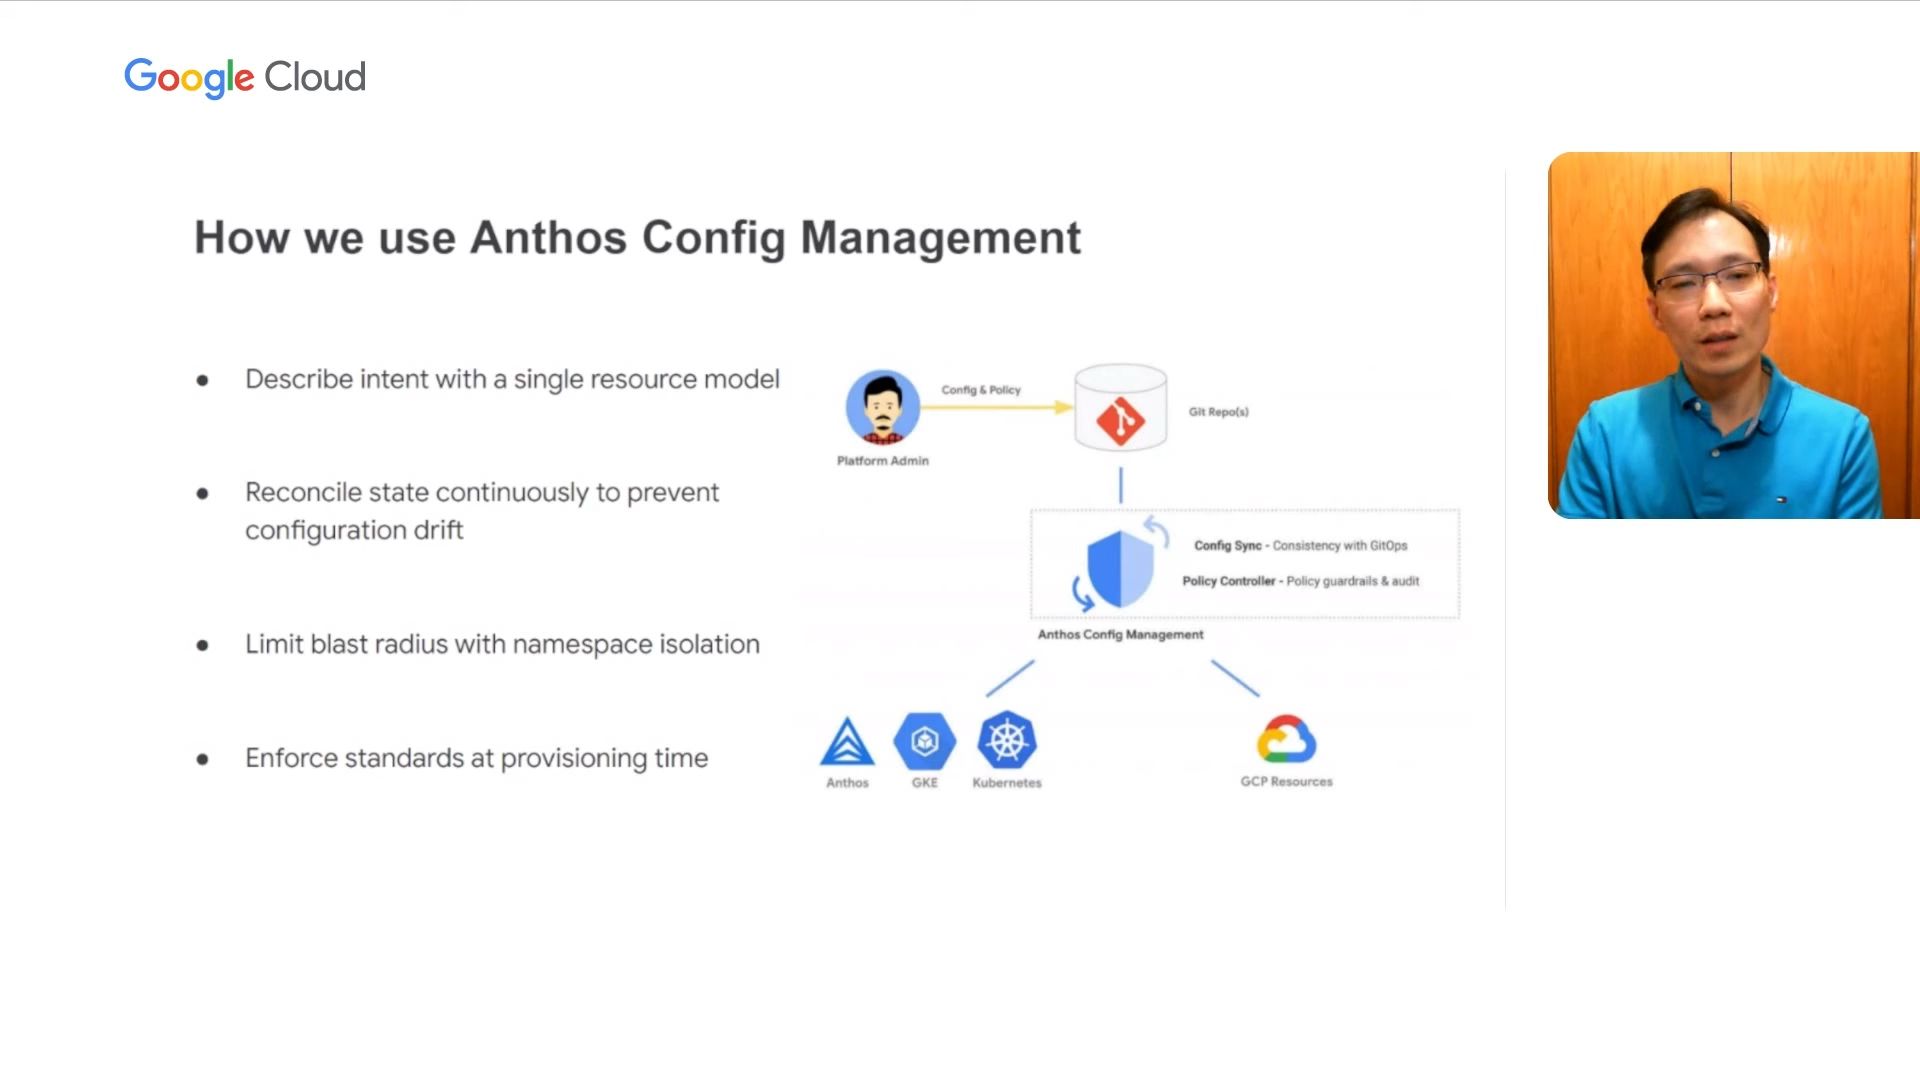 Google Cloud
How we use Anthos Config Management
● Describe intent with a single resource model
● Reconcile state continuously to prevent
configuration drift
● Limit blast radius with namespace isolation
● Enforce standards at provisioning time
Config & Policy
Git Repo(s)
Platform Admin
Config Sync - Consistency with GitOps
Policy Controller - Policy guardrails & audit
Anthos Config Management
Anthos
GKE
Kubernetes
GCP Resources